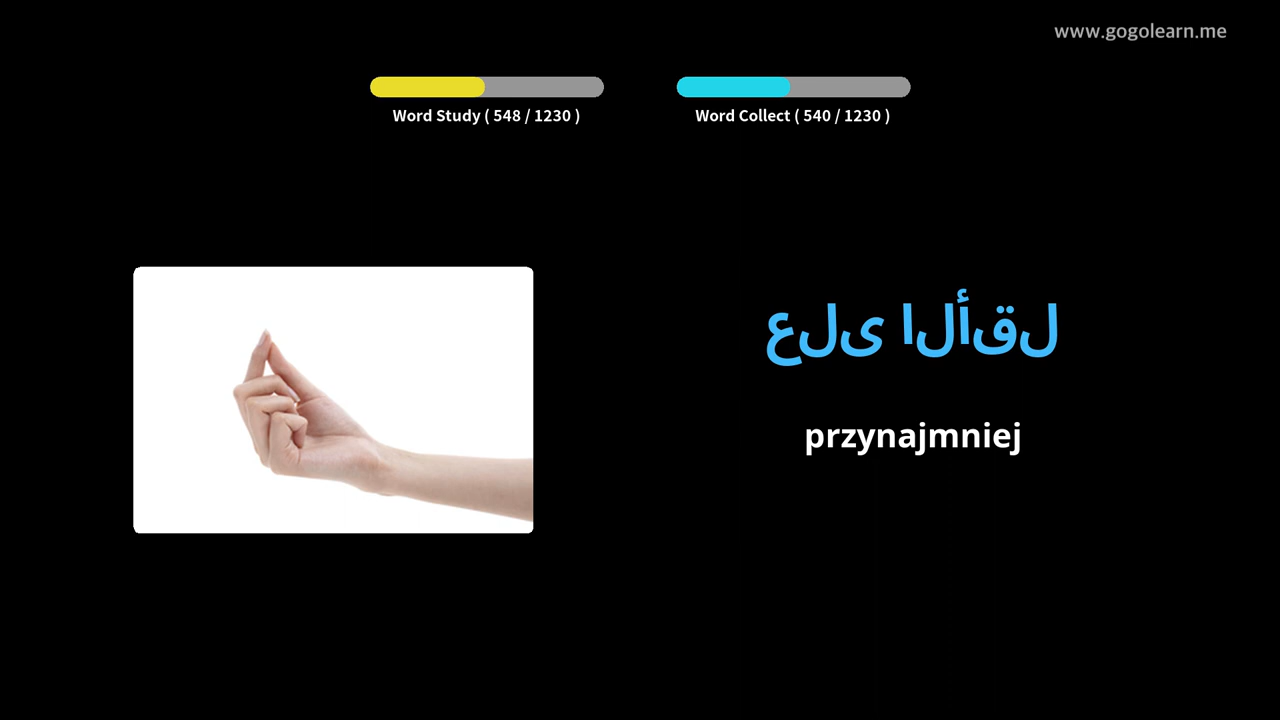 www.gogolearn.me
Word Study ( 548 / 1230 )
Word Collect ( 540 / 1230 )
على الأقل
przynajmniej